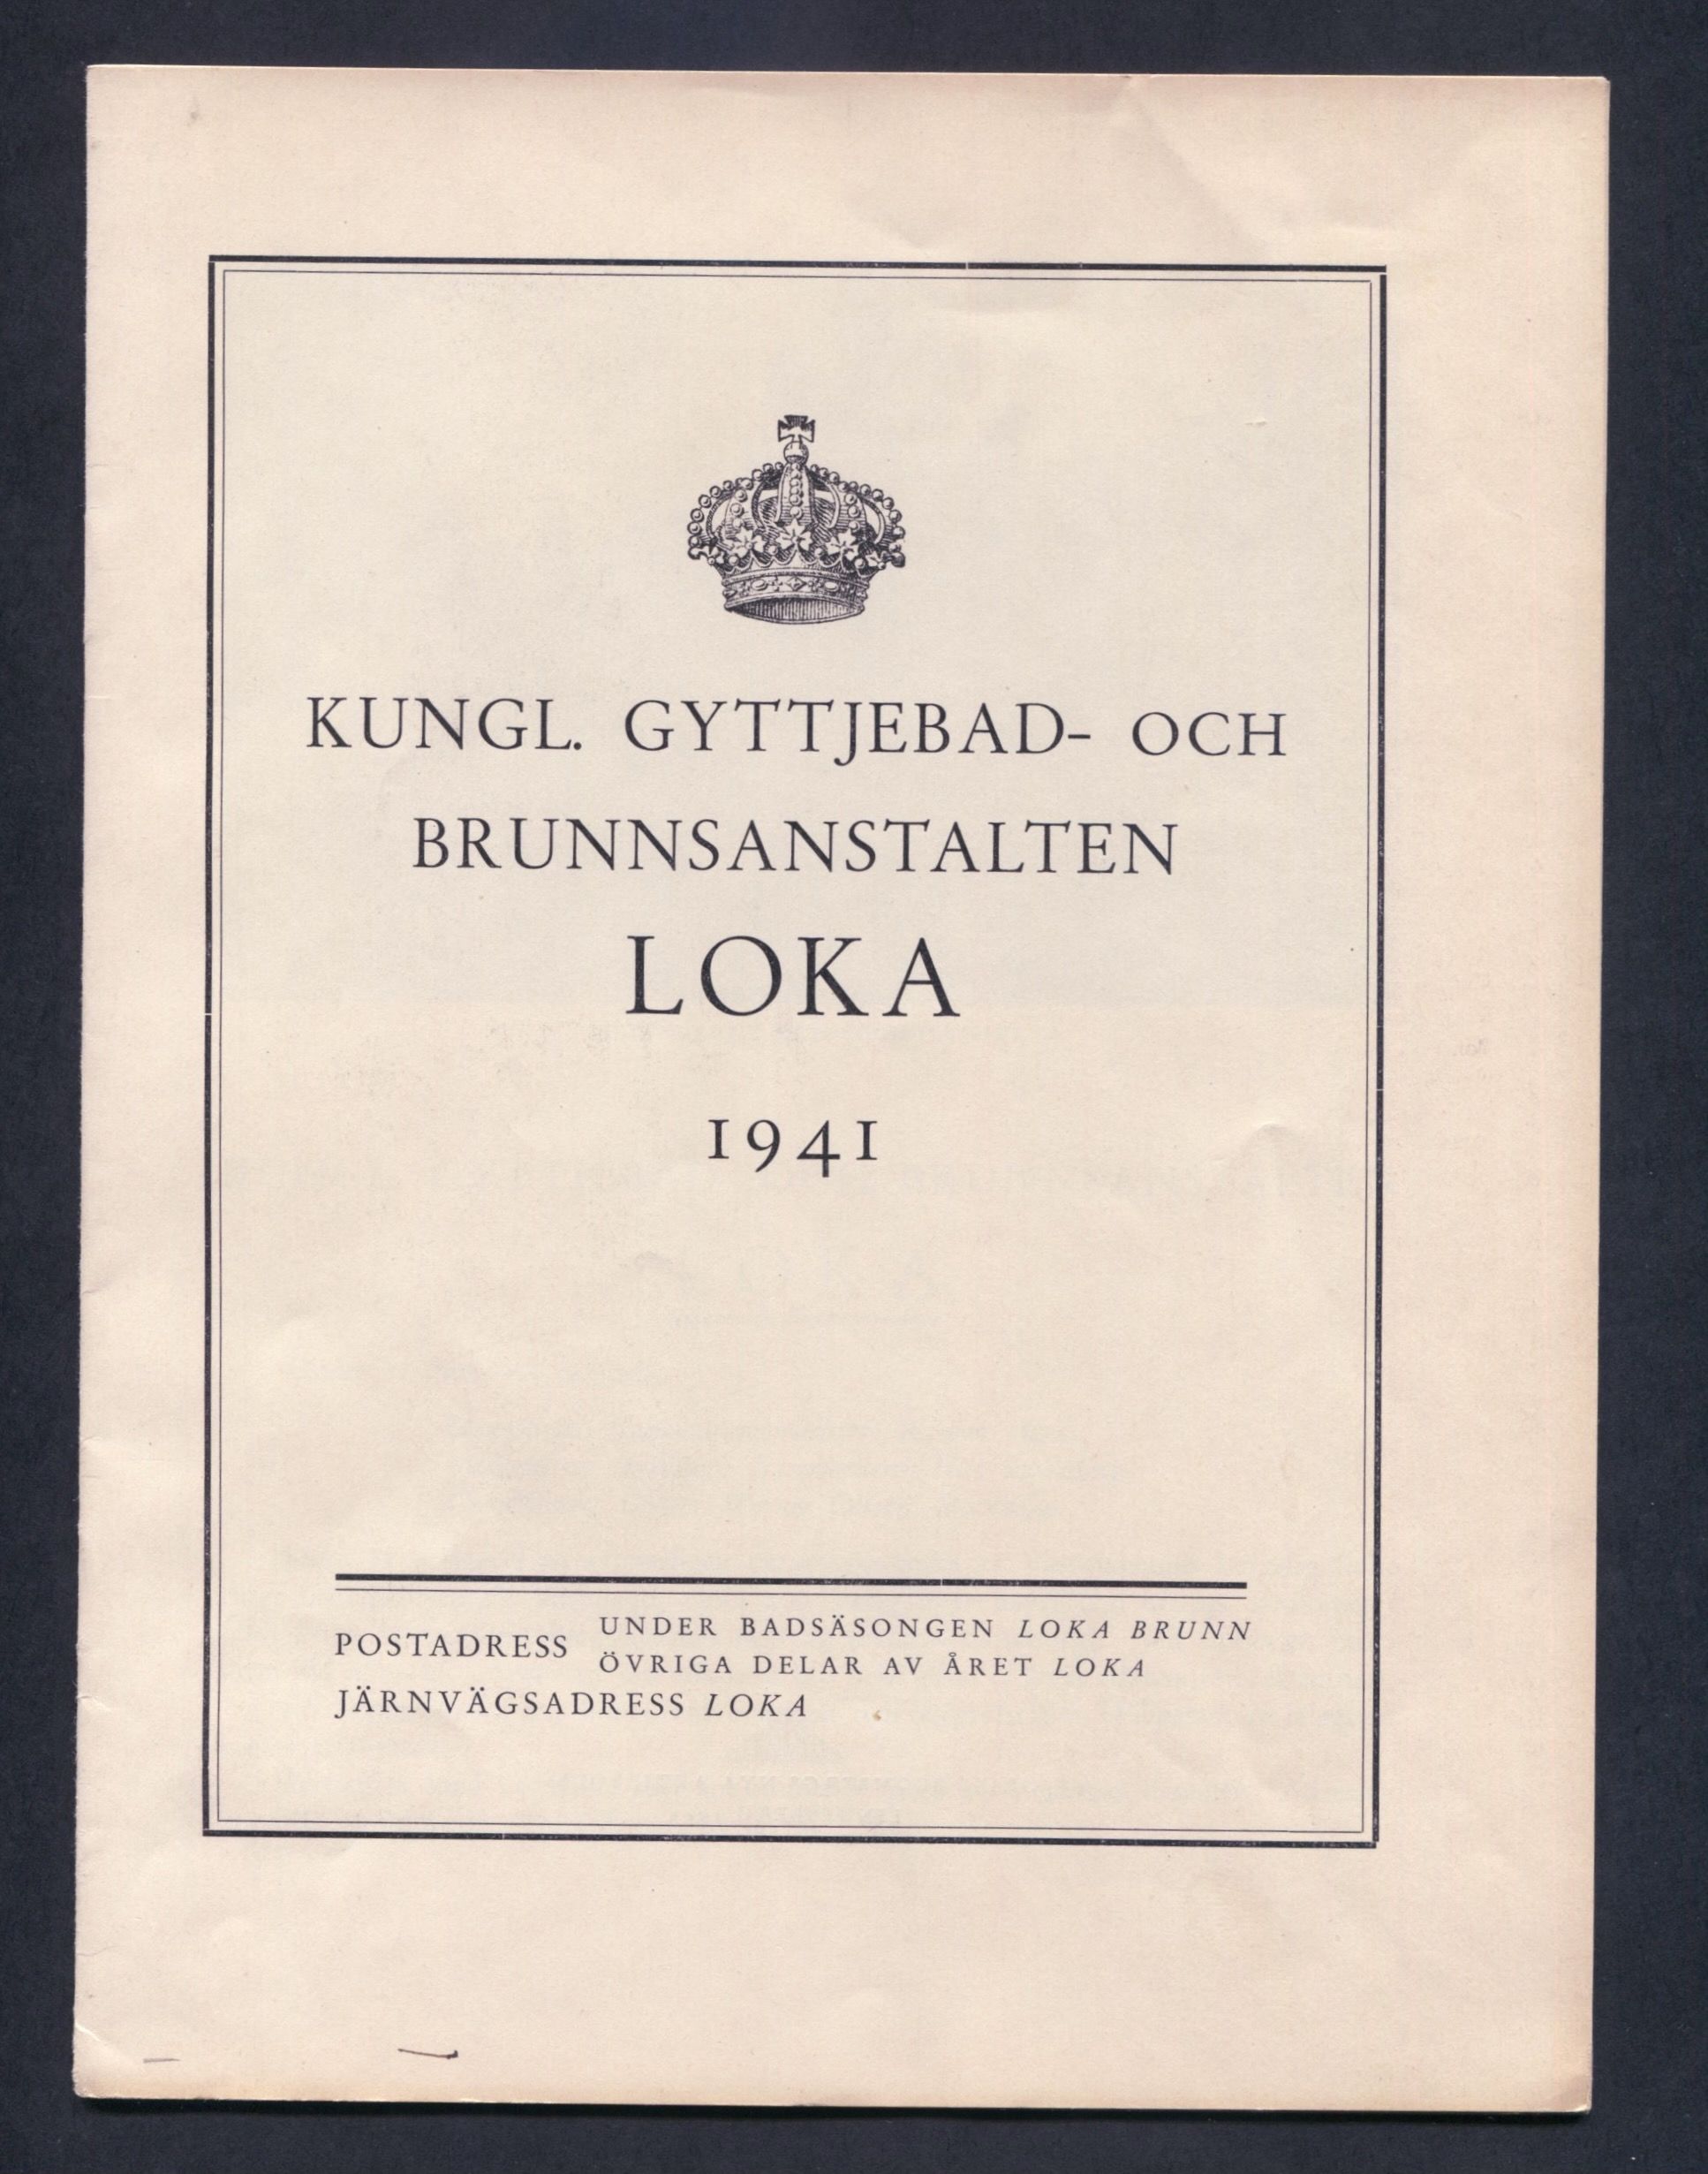 KUNGL. GYTTJEBAD- OCH
BRUNNSANSTALTEN
LOKA
1941
POSTADRESS UNDER BADSÄSONGEN LOKA BRUNN
ÖVRIGA DELAR AV ÅRET LOKA
JÄRNVÄGSADRESS LOKA